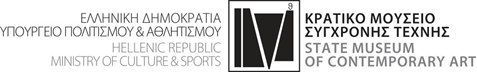 ΕΛΛΗΝΙΚΗ ΔΗΜΟΚΡΑΤΙΑ
ΥΠΟΥΡΓΕΙΟ ΠΟΛΙΤΙΣΜΟΥ & ΑΘΛΗΤΙΣΜΟΥ
HELLENIC REPUBLIC
MINISTRY OF CULTURE & SPORTS
ΚΡΑΤΙΚΟ ΜΟΥΣΕΙΟ
ΣΥΓΧΡΟΝΗΣ ΤΕΧΝΗΣ
STATE MUSEUM
OF CONTEMPORARY ART